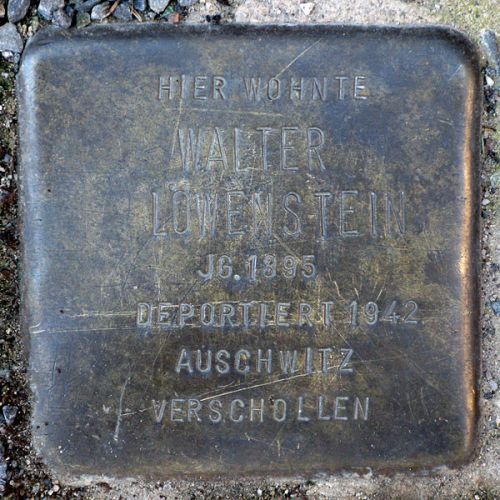 HIER WOHNTE
WALTER
LÖWENSTEIN
JG. 1895
DEPORTIERT 1942
AUSCHWITZ
VERSCHOLLEN